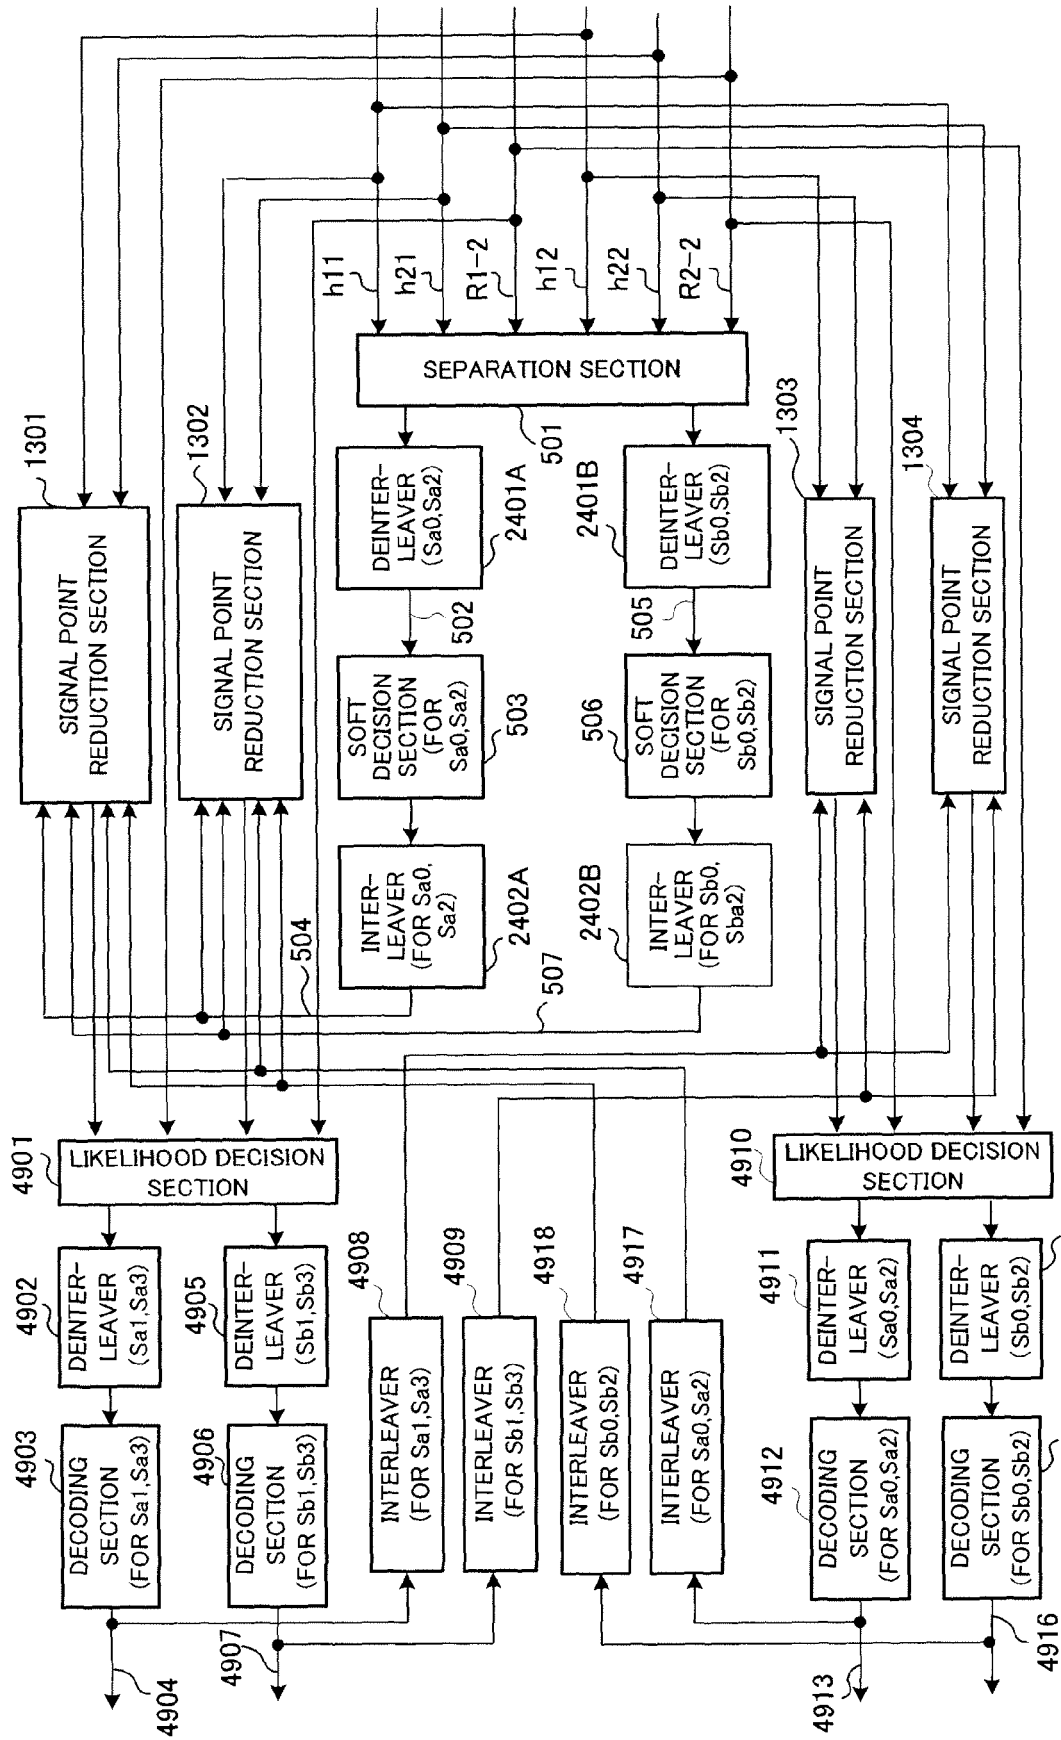 h11
h21
R1-2
h12
h22
R2-2
SEPARATION SECTION
501
1301
SIGNAL POINT
REDUCTION SECTION
1302
SIGNAL POINT
REDUCTION SECTION
DEINTER-
LEAVER
(Sa0,Sa2)
2401A
DEINTER-
LEAVER
(Sb0,Sb2)
2401B
1303
SIGNAL POINT
REDUCTION SECTION
1304
SIGNAL POINT
REDUCTION SECTION
502
505
SOFT
DECISION
SECTION
(FOR
Sa0,Sa2)
503
SOFT
DECISION
SECTION
(FOR
Sb0,Sb2)
506
INTER-
LEAVER
(FOR Sa0,
Sa2)
2402A
INTER-
LEAVER
(FOR Sb0,
Sba2)
2402B
504
507
4901
LIKELIHOOD DECISION
SECTION
4910
LIKELIHOOD DECISION
SECTION
4902
DEINTER-
LEAVER
(Sa1,Sa3)
4905
DEINTER-
LEAVER
(Sb1,Sb3)
4908
INTERLEAVER
(FOR Sa1,Sa3)
4909
INTERLEAVER
(FOR Sb1,Sb3)
4918
INTERLEAVER
(FOR Sb0,Sb2)
4917
INTERLEAVER
(FOR Sa0,Sa2)
4911
DEINTER-
LEAVER
(Sa0,Sa2)
DEINTER-
LEAVER
(Sb0,Sb2)
4903
DECODING
SECTION
(FOR Sa1,Sa3)
4906
DECODING
SECTION
(FOR Sb1,Sb3)
4912
DECODING
SECTION
(FOR Sa0,Sa2)
DECODING
SECTION
(FOR Sb0,Sb2)
4904
4907
4913
4916